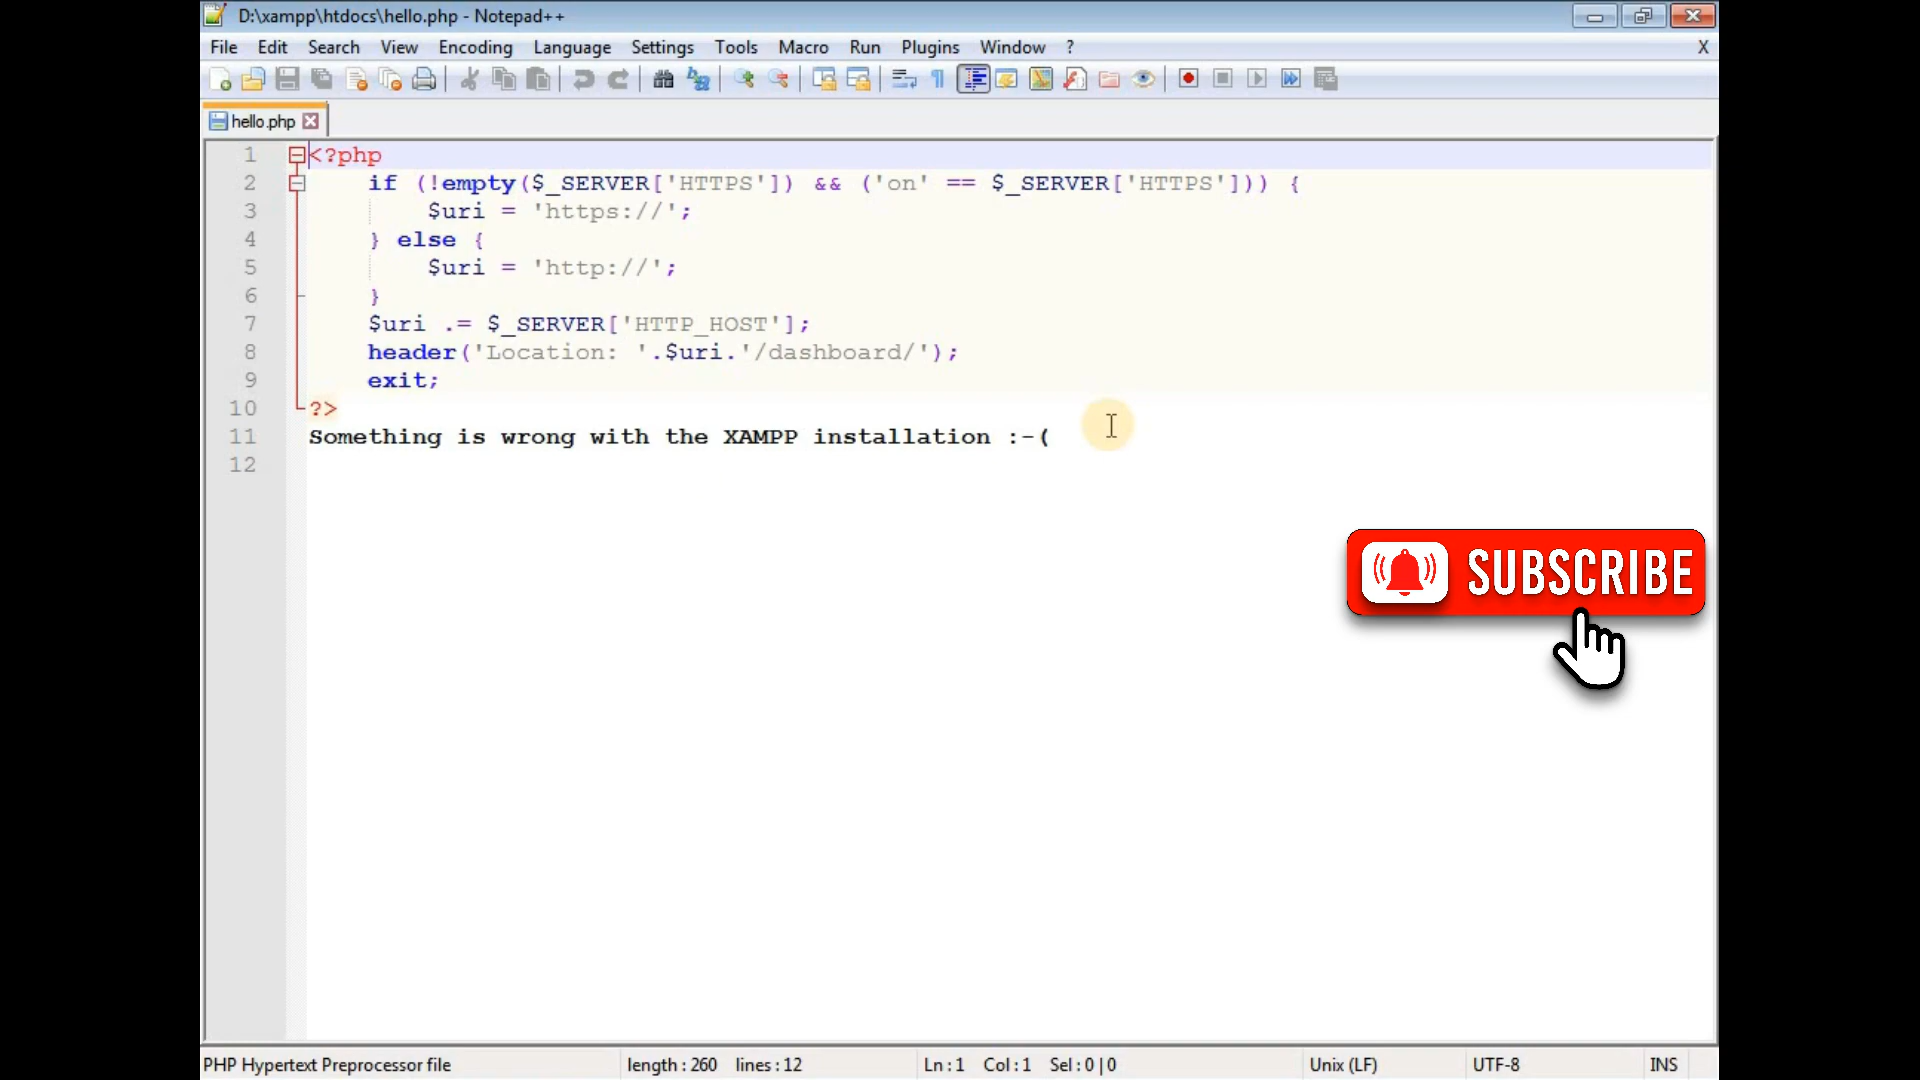 D:\xampp\htdocs\hello.php - Notepad++
File Edit Search View Encoding Language Settings Tools Macro Run Plugins Window ? X
hello.php
1 <?php
2 if (!empty($_SERVER['HTTPS']) && ('on' == $_SERVER['HTTPS'])) {
3 $uri = 'https://';
4 } else {
5 $uri = 'http://';
6 }
7 $uri .= $_SERVER['HTTP_HOST'];
8 header('Location: '.$uri.'/dashboard/');
9 exit;
10 ?>
11 Something is wrong with the XAMPP installation :-(
12
SUBSCRIBE
PHP Hypertext Preprocessor file length : 260 lines : 12 Ln : 1 Col : 1 Sel : 0 | 0 Unix (LF) UTF-8 INS